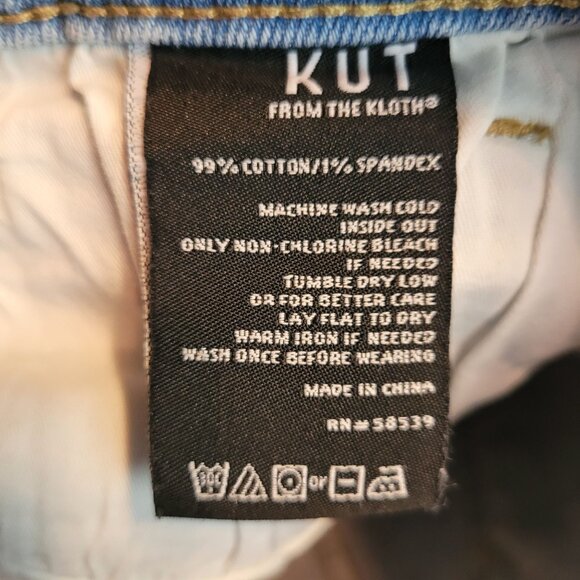 KUT
FROM THE KLOTH®
99% COTTON/1% SPANDEX
MACHINE WASH COLD
INSIDE OUT
ONLY NON-CHLORINE BLEACH
IF NEEDED
TUMBLE DRY LOW
OR FOR BETTER CARE
LAY FLAT TO DRY
WARM IRON IF NEEDED
WASH ONCE BEFORE WEARING
MADE IN CHINA
RN# 58539
30C or